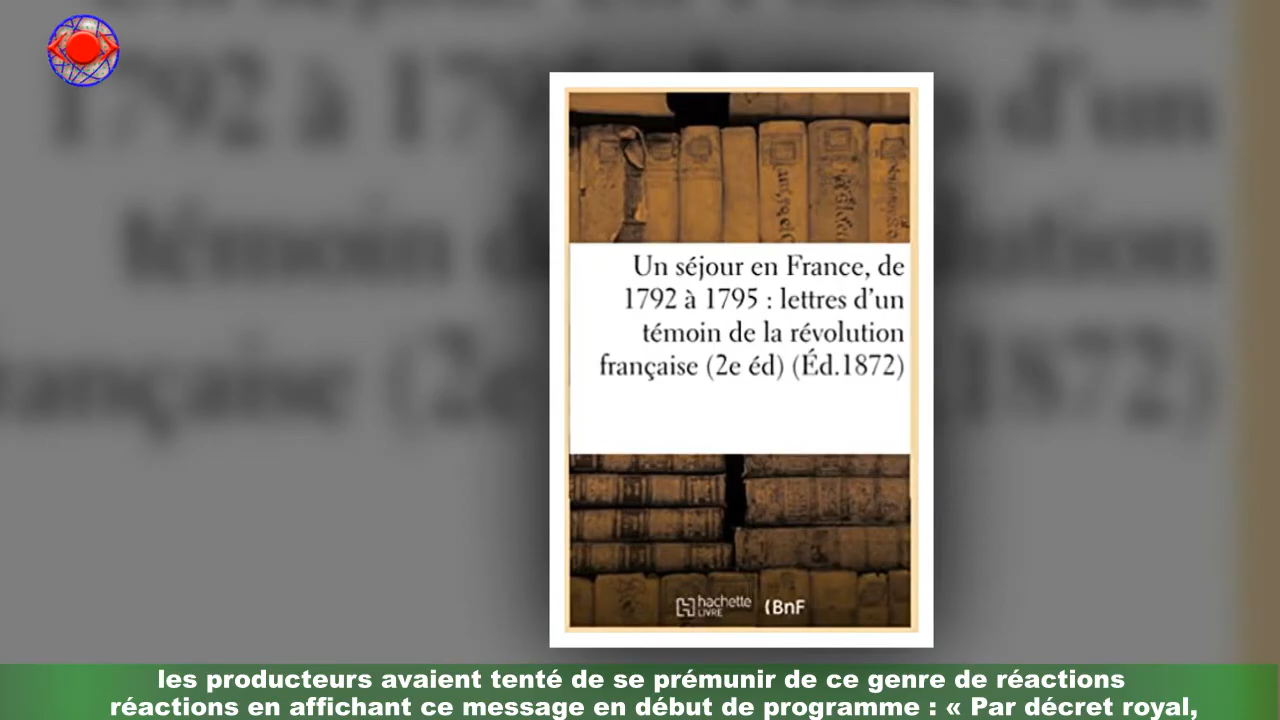 Un séjour en France, de
1792 à 1795 : lettres d'un
témoin de la révolution
française (2e éd) (Éd.1872)
hachette
LIVRE
(BnF
les producteurs avaient tenté de se prémunir de ce genre de réactions
réactions en affichant ce message en début de programme : « Par décret royal,